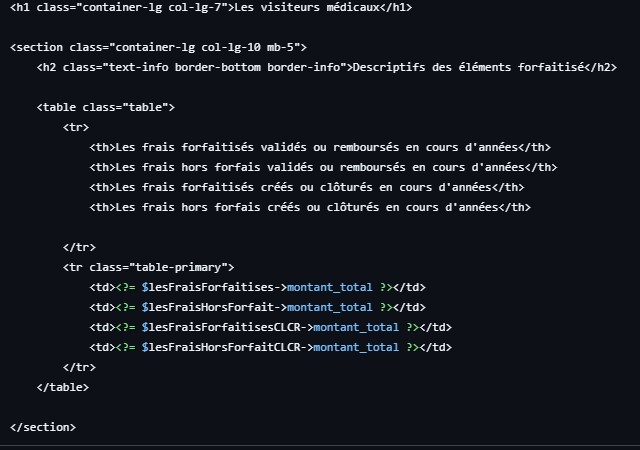 <h1 class="container-lg col-lg-7">Les visiteurs médicaux</h1>
<section class="container-lg col-lg-10 mb-5">
<h2 class="text-info border-bottom border-info">Descriptifs des éléments forfaitisé</h2>
<table class="table">
<tr>
<th>Les frais forfaitisés validés ou remboursés en cours d'années</th>
<th>Les frais hors forfais validés ou remboursés en cours d'années</th>
<th>Les frais forfaitisés créés ou clôturés en cours d'années</th>
<th>Les frais hors forfais créés ou clôturés en cours d'années</th>
</tr>
<tr class="table-primary">
<td><?= $lesFraisForfaitises->montant_total ?></td>
<td><?= $lesFraisHorsForfait->montant_total ?></td>
<td><?= $lesFraisForfaitisesCLCR->montant_total ?></td>
<td><?= $lesFraisHorsForfaitCLCR->montant_total ?></td>
</tr>
</table>
</section>